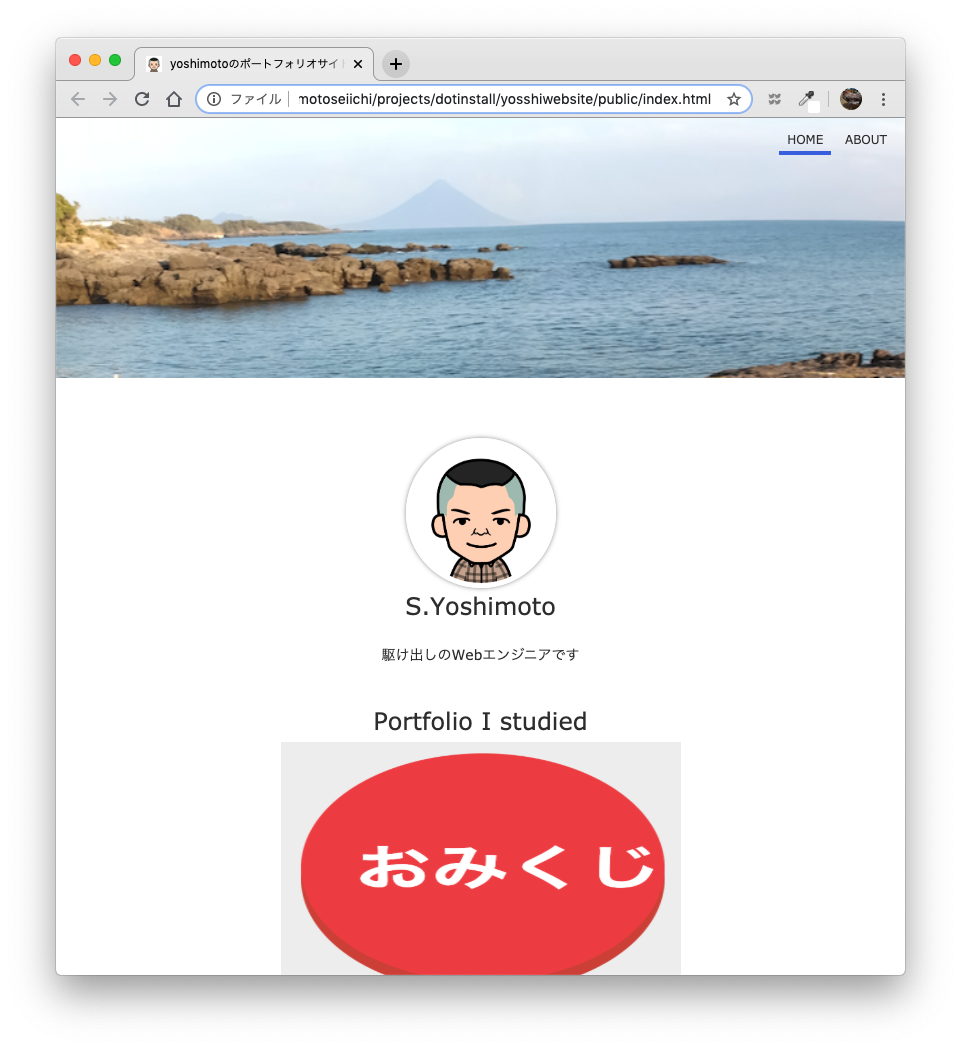 yoshimotoのポートフォリオサイ
ファイル motoseiichi/projects/dotinstall/yosshiwebsite/public/index.html
HOME ABOUT
S.Yoshimoto
駆け出しのWebエンジニアです
Portfolio I studied
おみくじ